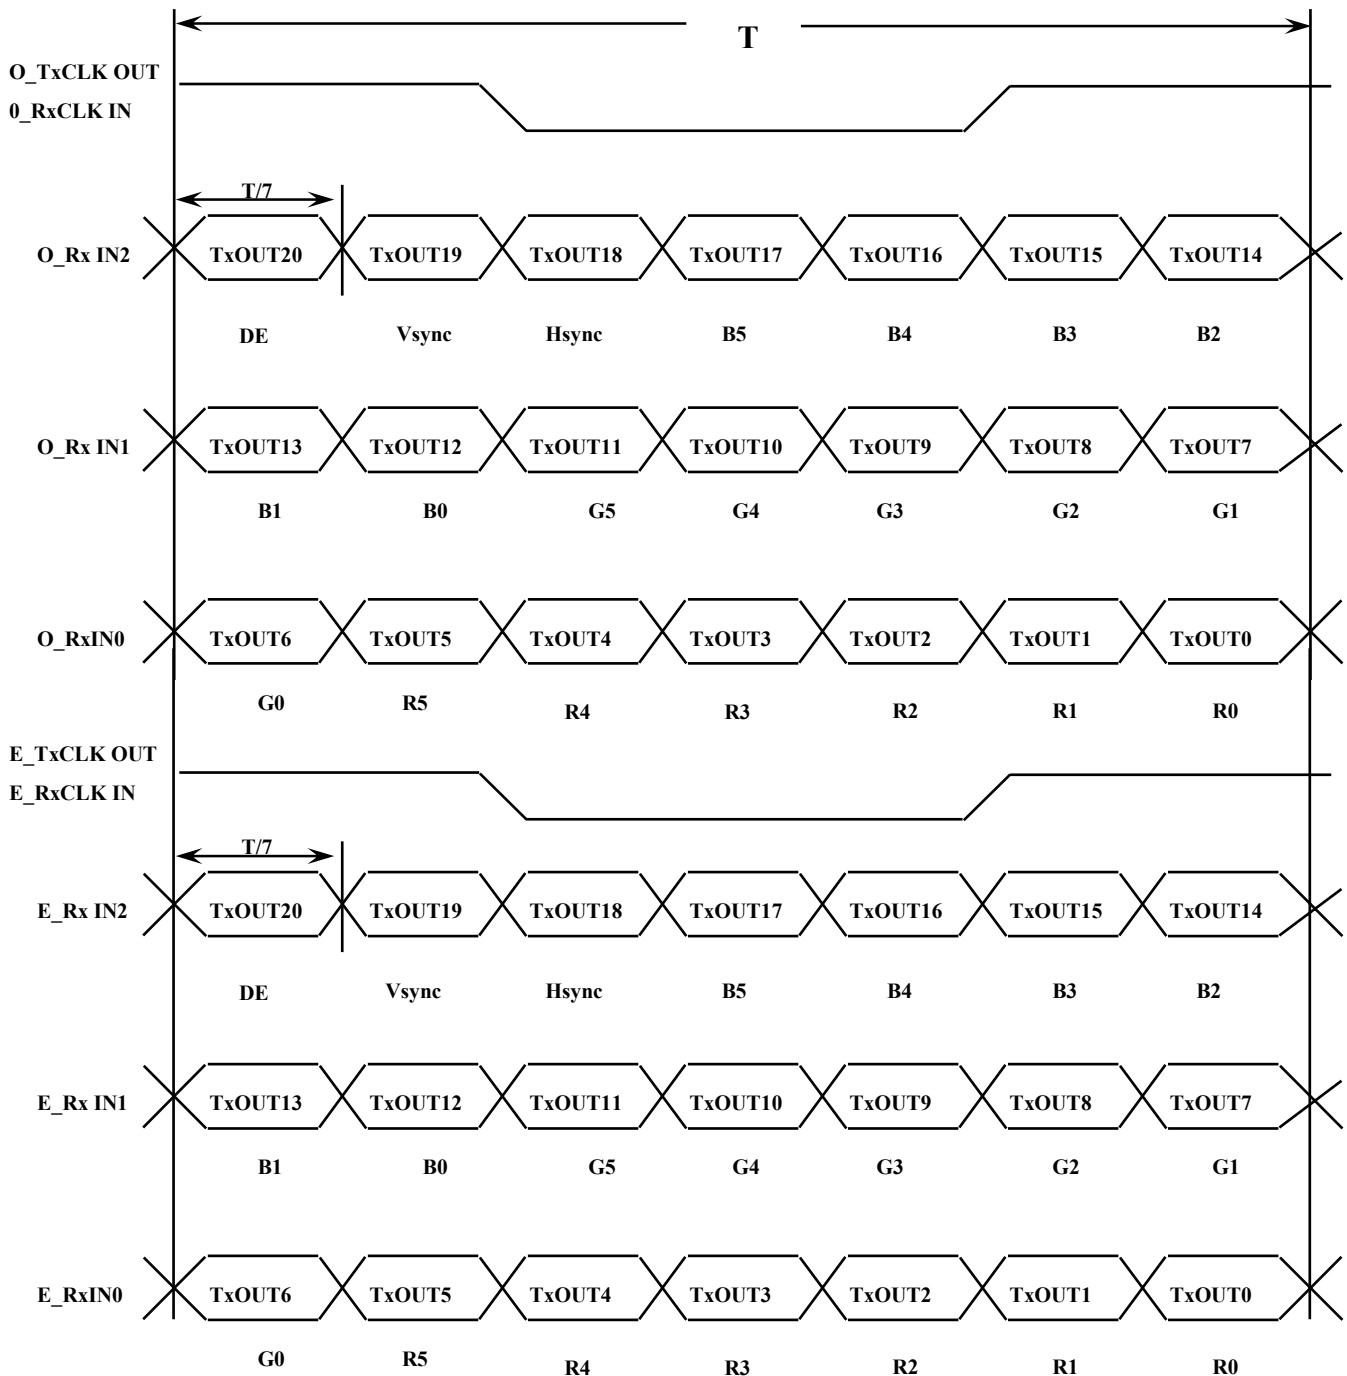 T
O_TxCLK OUT
0_RxCLK IN
T/7
O_Rx IN2 TxOUT20 TxOUT19 TxOUT18 TxOUT17 TxOUT16 TxOUT15 TxOUT14
DE Vsync Hsync B5 B4 B3 B2
O_Rx IN1 TxOUT13 TxOUT12 TxOUT11 TxOUT10 TxOUT9 TxOUT8 TxOUT7
B1 B0 G5 G4 G3 G2 G1
O_RxIN0 TxOUT6 TxOUT5 TxOUT4 TxOUT3 TxOUT2 TxOUT1 TxOUT0
G0 R5 R4 R3 R2 R1 R0
E_TxCLK OUT
E_RxCLK IN
T/7
E_Rx IN2 TxOUT20 TxOUT19 TxOUT18 TxOUT17 TxOUT16 TxOUT15 TxOUT14
DE Vsync Hsync B5 B4 B3 B2
E_Rx IN1 TxOUT13 TxOUT12 TxOUT11 TxOUT10 TxOUT9 TxOUT8 TxOUT7
B1 B0 G5 G4 G3 G2 G1
E_RxIN0 TxOUT6 TxOUT5 TxOUT4 TxOUT3 TxOUT2 TxOUT1 TxOUT0
G0 R5 R4 R3 R2 R1 R0